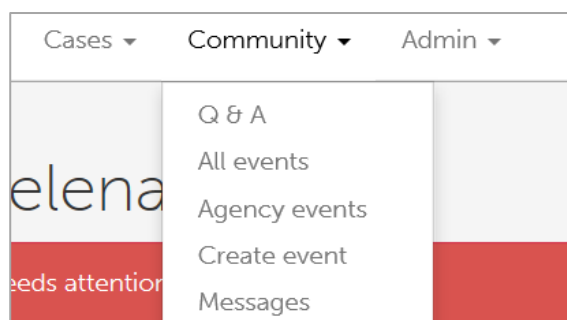 Cases Community Admin
Q & A
All events
elena
Agency events
Create event
eeds attention
Messages